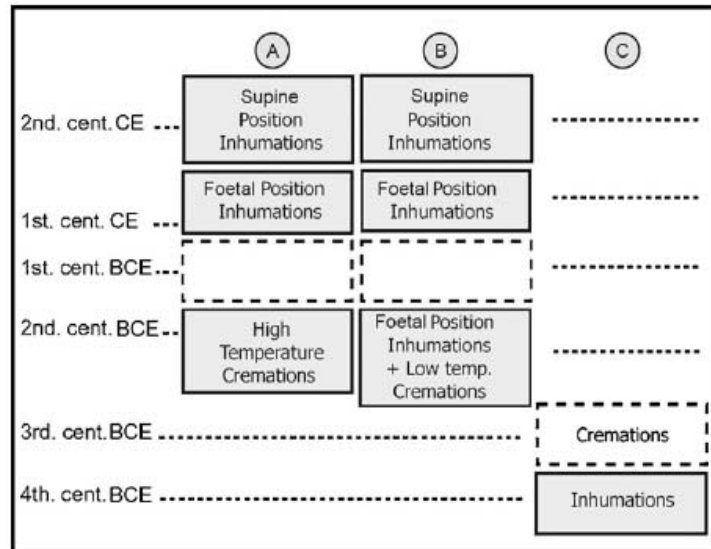 A B C
2nd. cent. CE
Supine
Position
Inhumations
Supine
Position
Inhumations
1st. cent. CE
Foetal Position
Inhumations
Foetal Position
Inhumations
1st. cent. BCE
2nd. cent. BCE
High
Temperature
Cremations
Foetal Position
Inhumations
+ Low temp.
Cremations
3rd. cent. BCE
Cremations
4th. cent. BCE
Inhumations